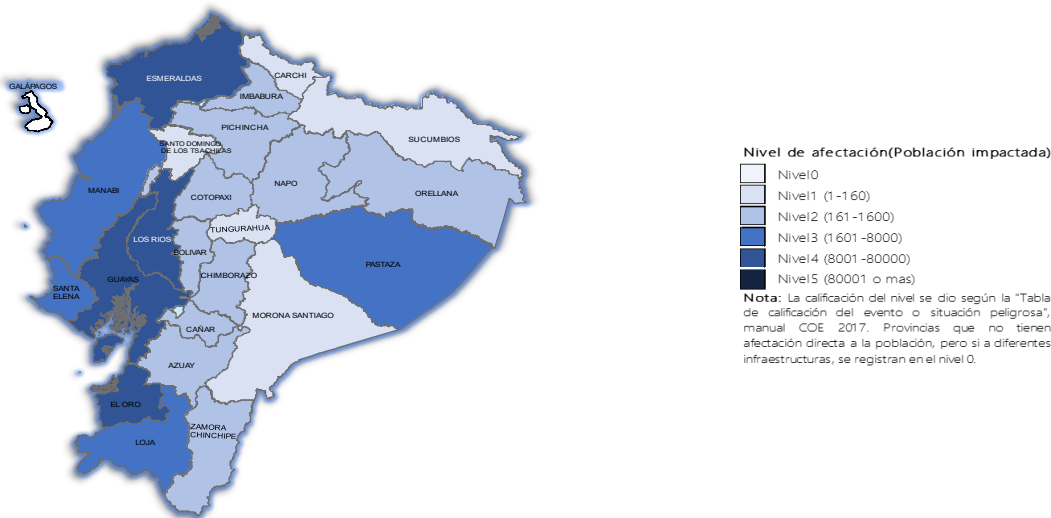 ESMERALDAS
CARCHI
GALÁPAGOS
IMBABURA
PICHINCHA
SUCUMBIOS
SANTO DOMINGO
DE LOS TSACHILAS
NAPO
MANABI
COTOPAXI
ORELLANA
TUNGURAHUA
LOS RIOS
BOLIVAR
PASTAZA
CHIMBORAZO
GUAYAS
SANTA
ELENA
MORONA SANTIAGO
CAÑAR
AZUAY
EL ORO
ZAMORA
CHINCHIPE
LOJA
Nivel de afectación(Población impactada)
Nivel0
Nivel1 (1-160)
Nivel2 (161-1600)
Nivel3 (1601-8000)
Nivel4 (8001-80000)
Nivel5 (80001 o mas)
Nota: La calificación del nivel se dio según la "Tabla
de calificación del evento o situación peligrosa",
manual COE 2017. Provincias que no tienen
afectación directa a la población, pero si a diferentes
infraestructuras, se registran en el nivel 0.